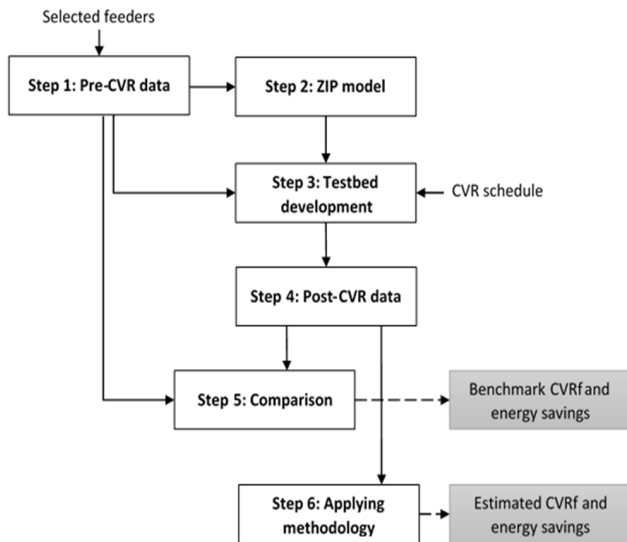 Selected feeders
Step 1: Pre-CVR data
Step 2: ZIP model
Step 3: Testbed
development
CVR schedule
Step 4: Post-CVR data
Step 5: Comparison
Benchmark CVRf and
energy savings
Step 6: Applying
methodology
Estimated CVRf and
energy savings